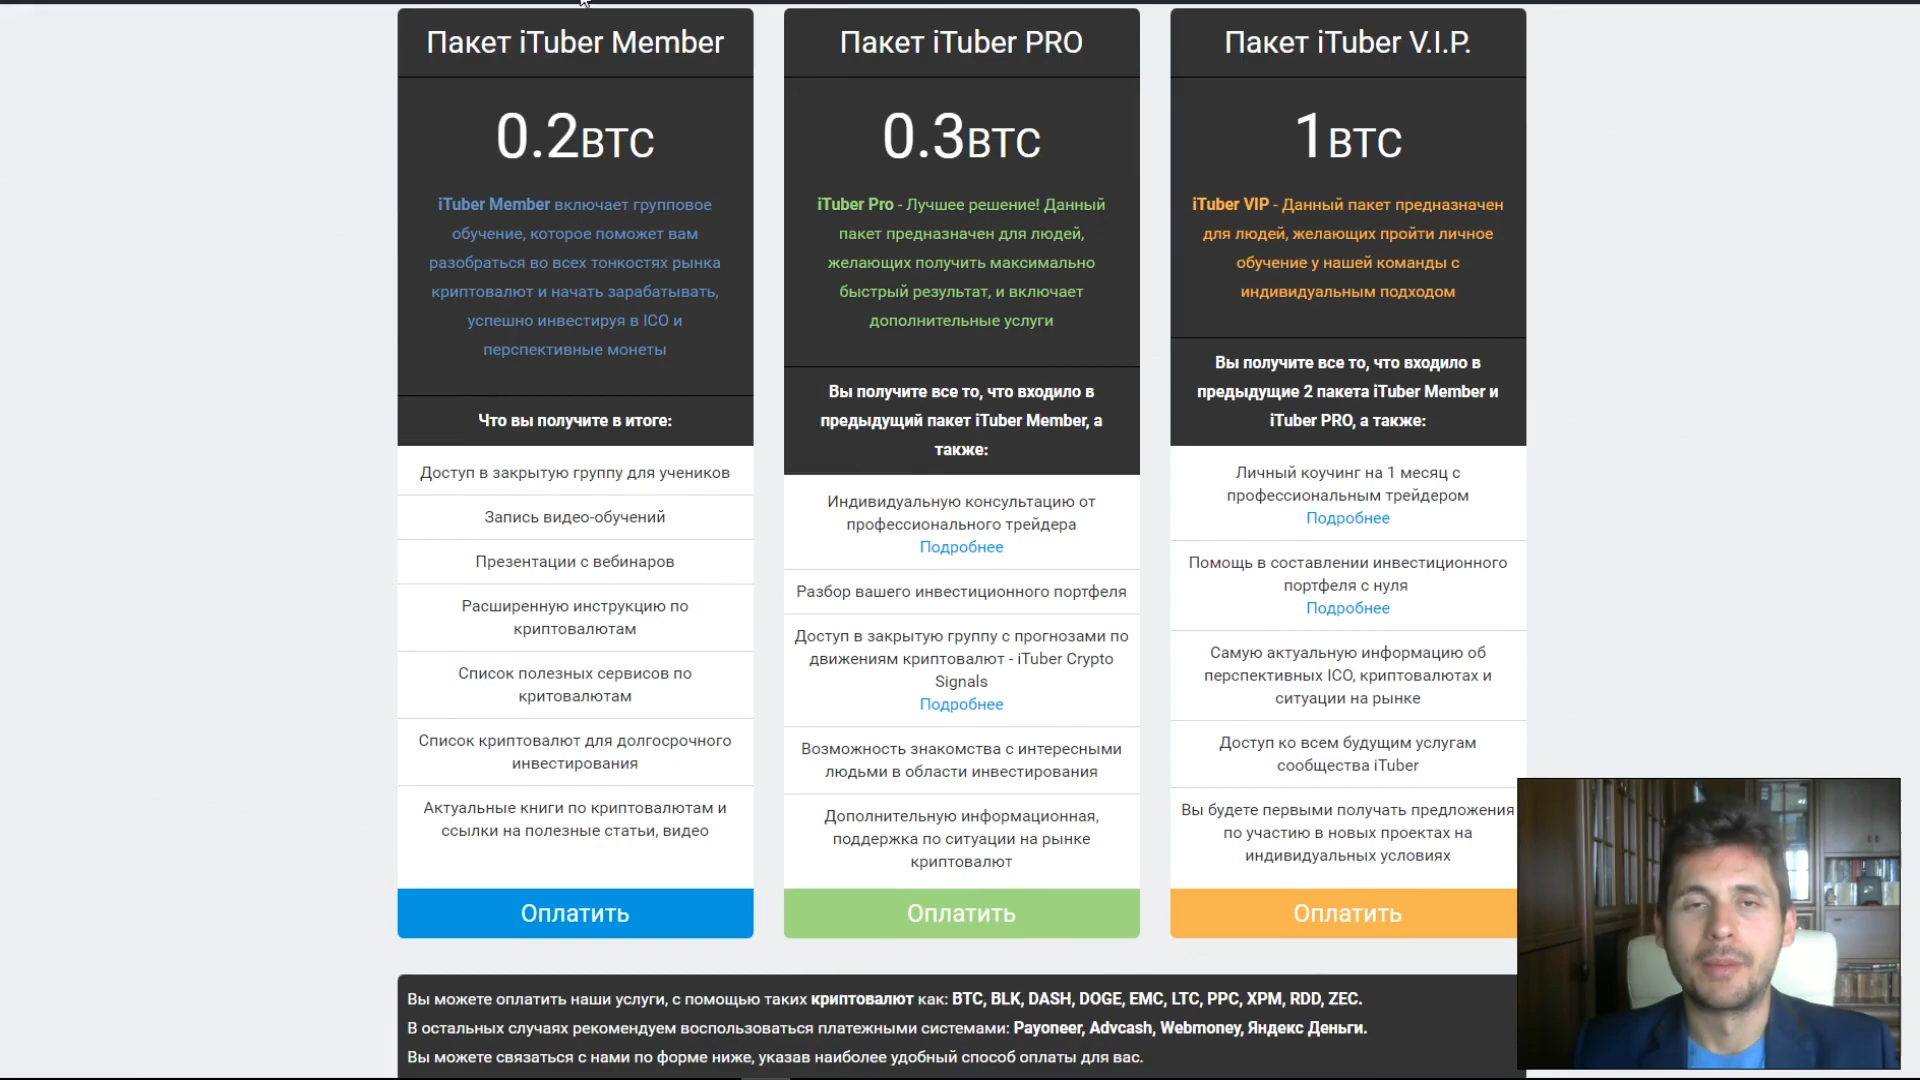 Пакет iTuber Member
0.2BTC
iTuber Member включает групповое
обучение, которое поможет вам
разобраться во всех тонкостях рынка
криптовалют и начать зарабатывать,
успешно инвестируя в ICO и
перспективные монеты
Что вы получите в итоге:
Доступ в закрытую группу для учеников
Запись видео-обучений
Презентации с вебинаров
Расширенную инструкцию по
криптовалютам
Список полезных сервисов по
критовалютам
Список криптовалют для долгосрочного
инвестирования
Актуальные книги по криптовалютам и
ссылки на полезные статьи, видео
Оплатить
Пакет iTuber PRO
0.3BTC
iTuber Pro - Лучшее решение! Данный
пакет предназначен для людей,
желающих получить максимально
быстрый результат, и включает
дополнительные услуги
Вы получите все то, что входило в
предыдущий пакет iTuber Member, а
также:
Индивидуальную консультацию от
профессионального трейдера
Подробнее
Разбор вашего инвестиционного портфеля
Доступ в закрытую группу с прогнозами по
движениям криптовалют - iTuber Crypto
Signals
Подробнее
Возможность знакомства с интересными
людьми в области инвестирования
Дополнительную информационная,
поддержка по ситуации на рынке
криптовалют
Оплатить
Пакет iTuber V.I.P.
1BTC
iTuber VIP - Данный пакет предназначен
для людей, желающих пройти личное
обучение у нашей команды с
индивидуальным подходом
Вы получите все то, что входило в
предыдущие 2 пакета iTuber Member и
iTuber PRO, а также:
Личный коучинг на 1 месяц с
профессиональным трейдером
Подробнее
Помощь в составлении инвестиционного
портфеля с нуля
Подробнее
Самую актуальную информацию об
перспективных ICO, криптовалютах и
ситуации на рынке
Доступ ко всем будущим услугам
сообщества iTuber
Вы будете первыми получать предложения
по участию в новых проектах на
индивидуальных условиях
Оплатить
Вы можете оплатить наши услуги, с помощью таких криптовалют как: BTC, BLK, DASH, DOGE, EMC, LTC, PPC, XPM, RDD, ZEC.
В остальных случаях рекомендуем воспользоваться платежными системами: Payoneer, Advcash, Webmoney, Яндекс Деньги.
Вы можете связаться с нами по форме ниже, указав наиболее удобный способ оплаты для вас.